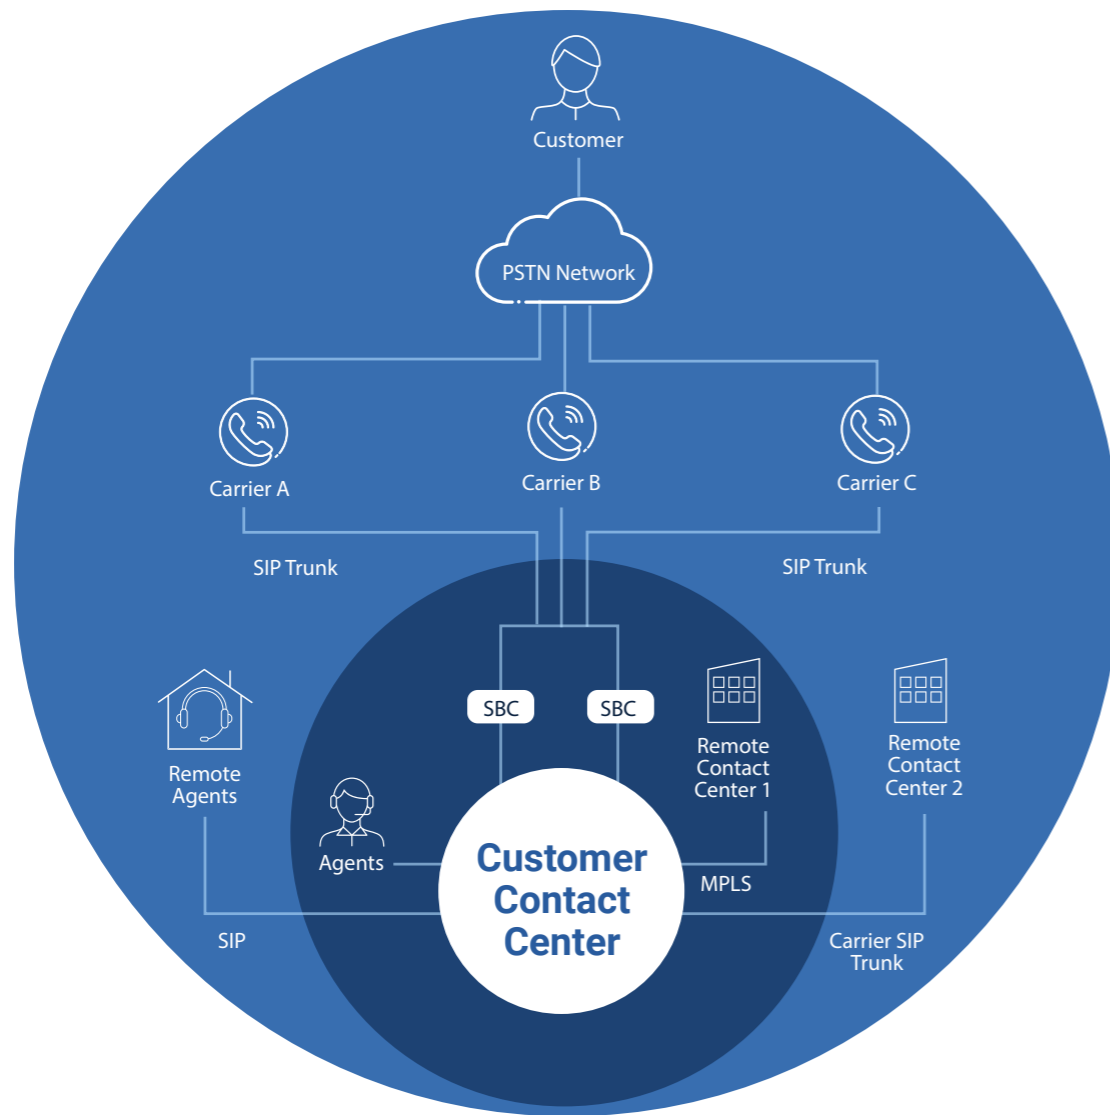 Customer
PSTN Network
Carrier A
Carrier B
Carrier C
SIP Trunk
SIP Trunk
SBC
SBC
Remote
Agents
Agents
Remote
Contact
Center 1
Remote
Contact
Center 2
Customer
Contact
Center
MPLS
SIP
Carrier SIP
Trunk